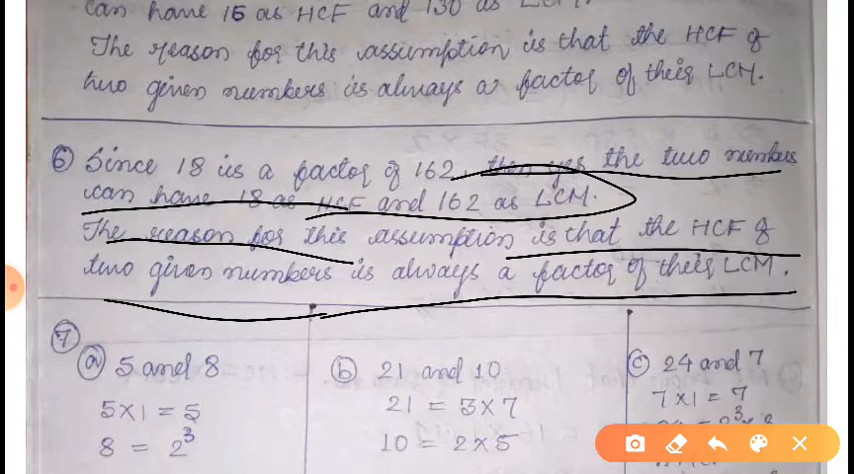 can have 15 as HCF and 130 as LCM
The reason for this assumption is that the HCF of
two given numbers is always a factor of their LCM.
⑥ Since 18 is a factor of 162, then yes the two numbers
can have 18 as HCF and 162 as LCM.
The reason for this assumption is that the HCF of
two given numbers is always a factor of their LCM.
⑦
ⓐ 5 and 8
5×1 = 5
8 = 2³
ⓑ 21 and 10
21 = 3×7
10 = 2×5
ⓒ 24 and 7
7×1 = 7